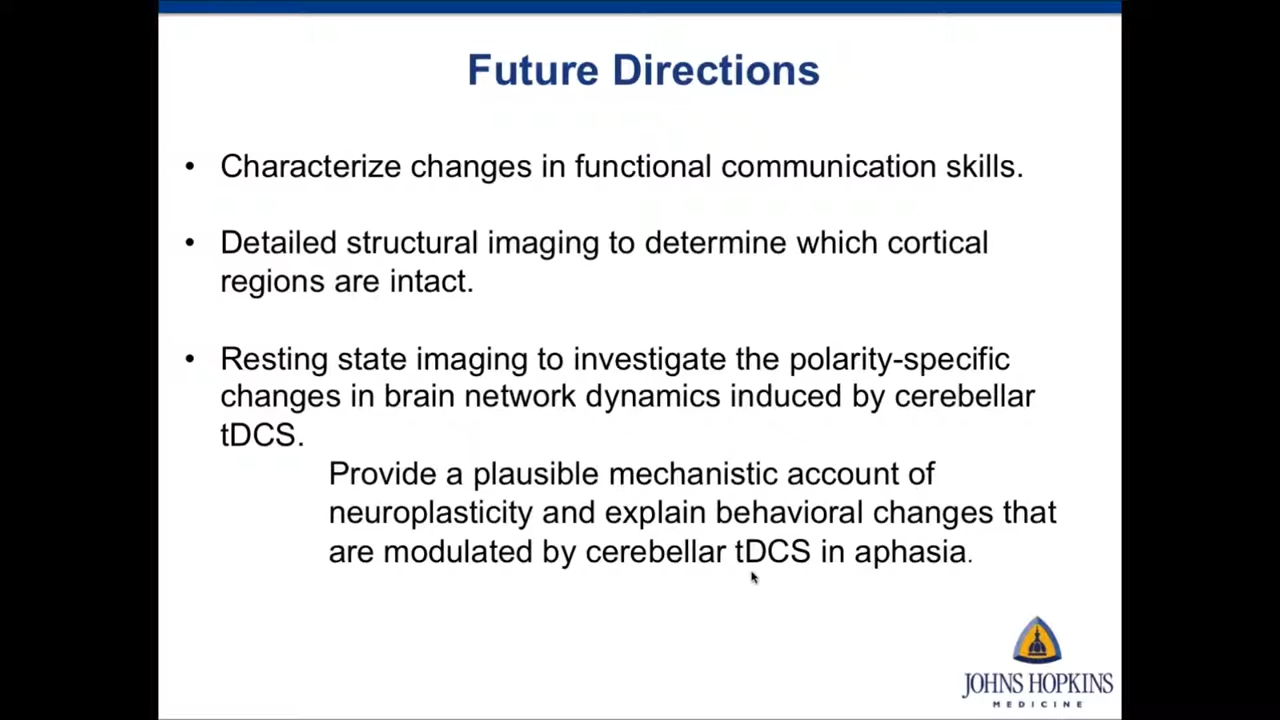 Future Directions
• Characterize changes in functional communication skills.
• Detailed structural imaging to determine which cortical
regions are intact.
• Resting state imaging to investigate the polarity-specific
changes in brain network dynamics induced by cerebellar
tDCS.
Provide a plausible mechanistic account of
neuroplasticity and explain behavioral changes that
are modulated by cerebellar tDCS in aphasia.
JOHNS HOPKINS
MEDICINE